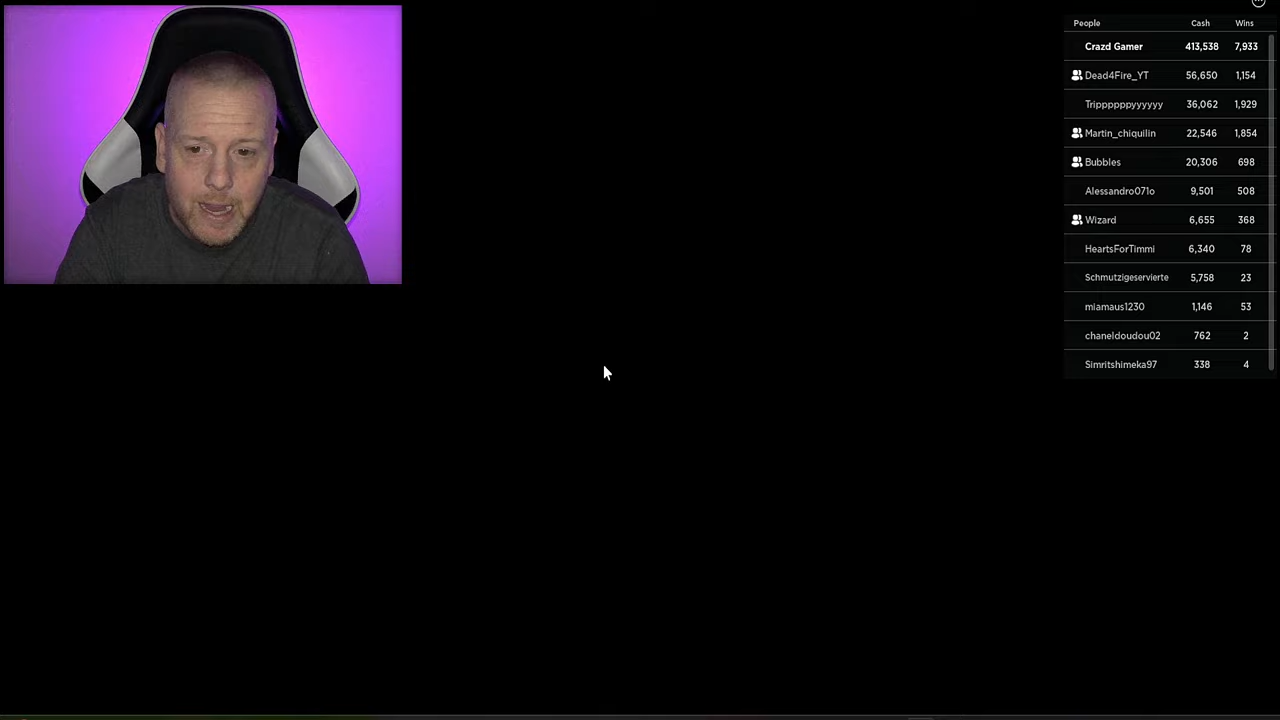 People Cash Wins
Crazd Gamer 413,538 7,933
Dead4Fire_YT 56,650 1,154
Trippppppyyyyyy 36,062 1,929
Martin_chiquilin 22,546 1,854
Bubbles 20,306 698
Alessandro071o 9,501 508
Wizard 6,655 368
HeartsForTimmi 6,340 78
Schmutzigeservierte 5,758 23
miamaus1230 1,146 53
chaneldoudou02 762 2
Simritshimeka97 338 4